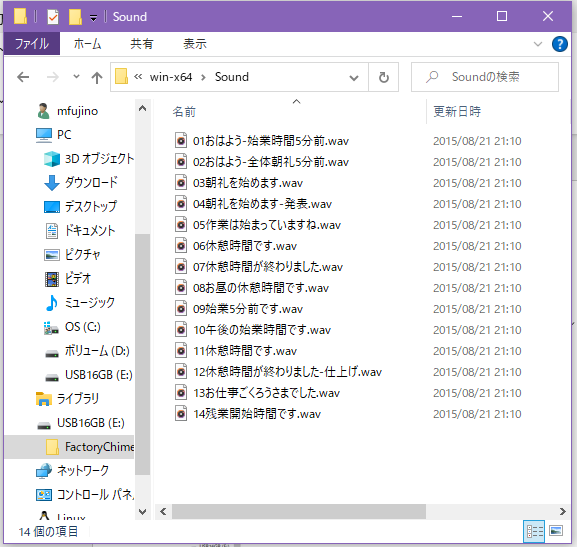 Sound
ファイル ホーム 共有 表示
« win-x64 > Sound Soundの検索
名前 更新日時
mfujino
PC
3D オブジェクト
ダウンロード
デスクトップ
ドキュメント
ピクチャ
ビデオ
ミュージック
OS (C:)
ボリューム (D:)
USB16GB (E:)
ライブラリ
USB16GB (E:)
FactoryChime
ネットワーク
コントロール パネ
Linux
01おはよう-始業時間5分前.wav 2015/08/21 21:10
02おはよう-全体朝礼5分前.wav 2015/08/21 21:10
03朝礼を始めます.wav 2015/08/21 21:10
04朝礼を始めます-発表.wav 2015/08/21 21:10
05作業は始まっていますね.wav 2015/08/21 21:10
06休憩時間です.wav 2015/08/21 21:10
07休憩時間が終わりました.wav 2015/08/21 21:10
08お昼の休憩時間です.wav 2015/08/21 21:10
09始業5分前です.wav 2015/08/21 21:10
10午後の始業時間です.wav 2015/08/21 21:10
11休憩時間です.wav 2015/08/21 21:10
12休憩時間が終わりました-仕上げ.wav 2015/08/21 21:10
13お仕事ごくろうさまでした.wav 2015/08/21 21:10
14残業開始時間です.wav 2015/08/21 21:10
14 個の項目